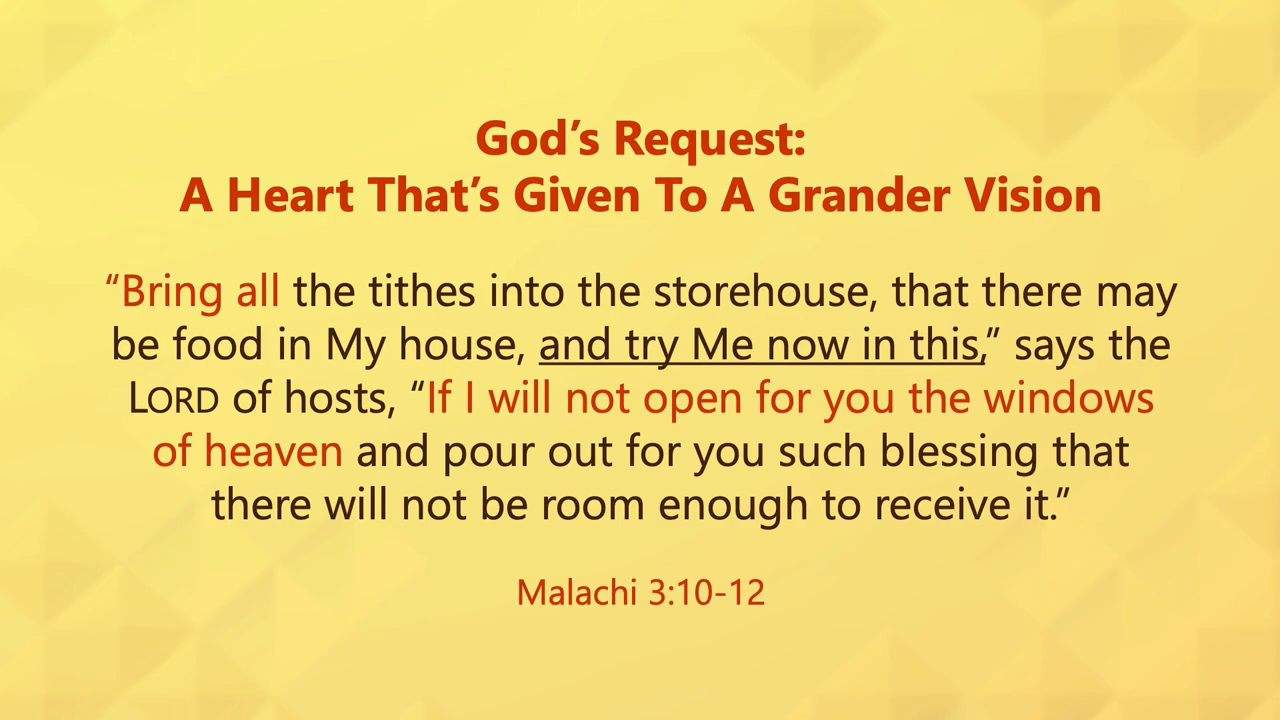 God’s Request:
A Heart That’s Given To A Grander Vision
“Bring all the tithes into the storehouse, that there may
be food in My house, and try Me now in this,” says the
LORD of hosts, “If I will not open for you the windows
of heaven and pour out for you such blessing that
there will not be room enough to receive it.”
Malachi 3:10-12